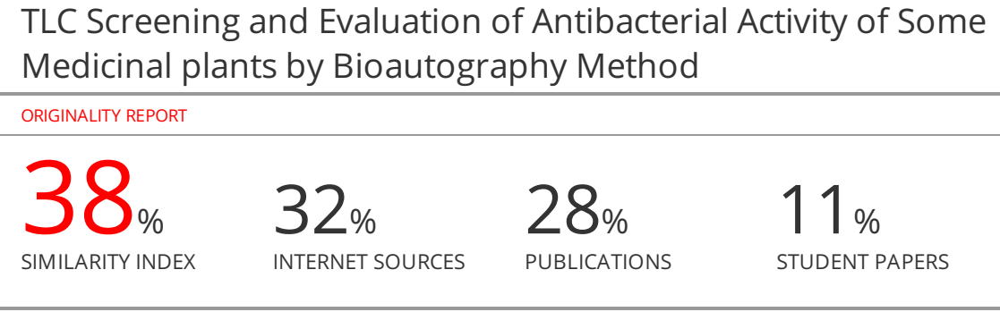 TLC Screening and Evaluation of Antibacterial Activity of Some
Medicinal plants by Bioautography Method
ORIGINALITY REPORT
38% 32% 28% 11%
SIMILARITY INDEX INTERNET SOURCES PUBLICATIONS STUDENT PAPERS